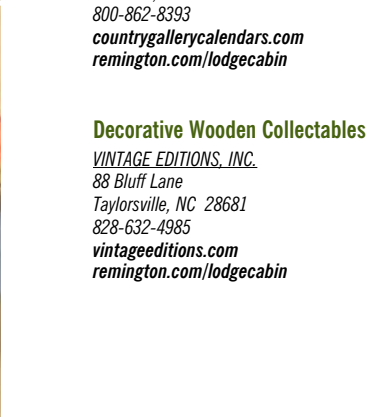 800-862-8393
countrygallerycalendars.com
remington.com/lodgecabin
Decorative Wooden Collectables
VINTAGE EDITIONS, INC.
88 Bluff Lane
Taylorsville, NC 28681
828-632-4985
vintageeditions.com
remington.com/lodgecabin